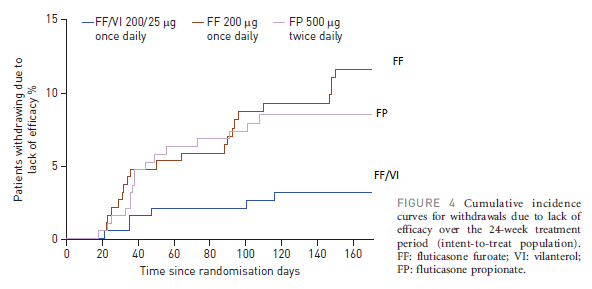 15
FF/VI 200/25 µg once daily
FF 200 µg once daily
FP 500 µg twice daily
FF
10
FP
5
FF/VI
0
Patients withdrawing due to
lack of efficacy %
0 20 40 60 80 100 120 140 160
Time since randomisation days
FIGURE 4 Cumulative incidence
curves for withdrawals due to lack of
efficacy over the 24-week treatment
period (intent-to-treat population).
FF: fluticasone furoate; VI: vilanterol;
FP: fluticasone propionate.